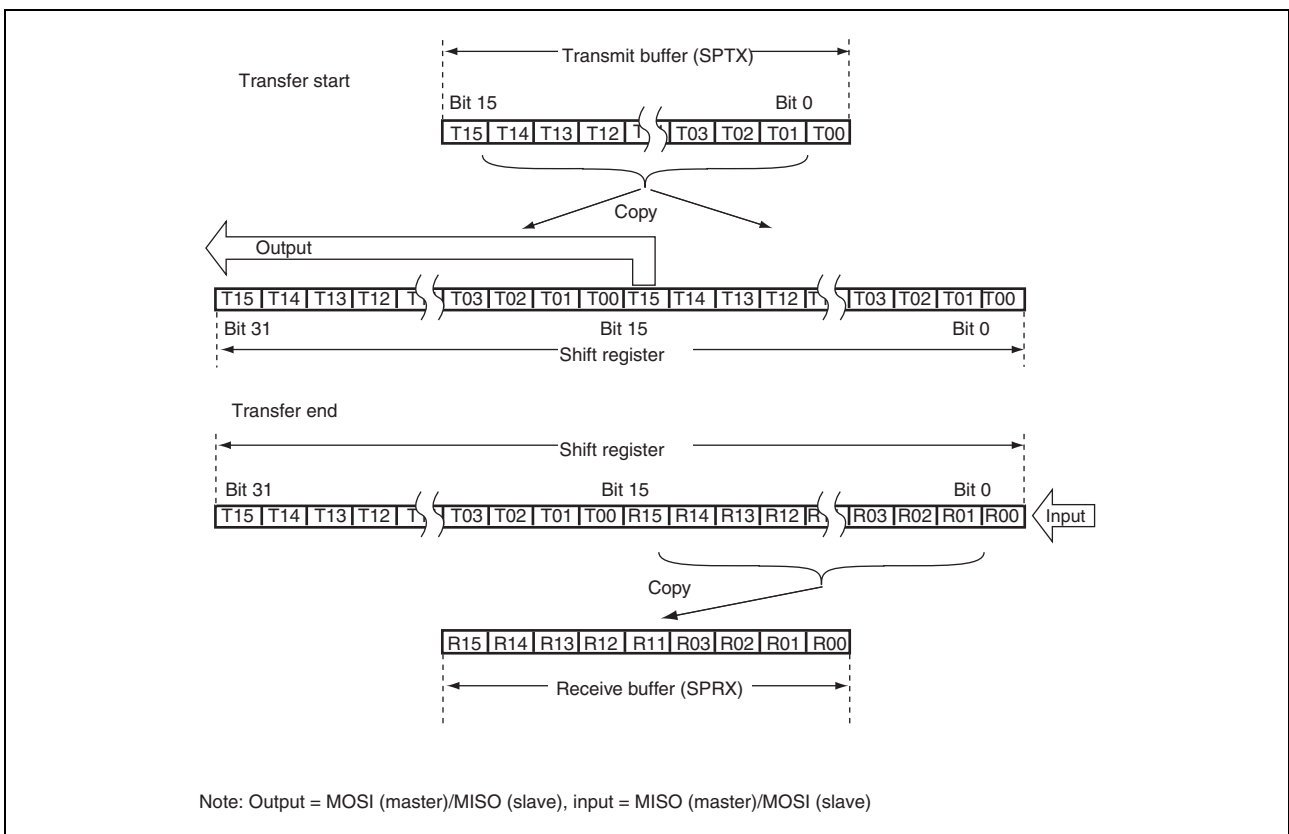 Transmit buffer (SPTX)
Transfer start
Bit 15 Bit 0
T15 T14 T13 T12 T03 T02 T01 T00
Copy
Output
T15 T14 T13 T12 T03 T02 T01 T00 T15 T14 T13 T12 T03 T02 T01 T00
Bit 31 Bit 15 Bit 0
Shift register
Transfer end
Shift register
Bit 31 Bit 15 Bit 0
T15 T14 T13 T12 T03 T02 T01 T00 R15 R14 R13 R12 R03 R02 R01 R00 Input
Copy
R15 R14 R13 R12 R11 R03 R02 R01 R00
Receive buffer (SPRX)
Note: Output = MOSI (master)/MISO (slave), input = MISO (master)/MOSI (slave)